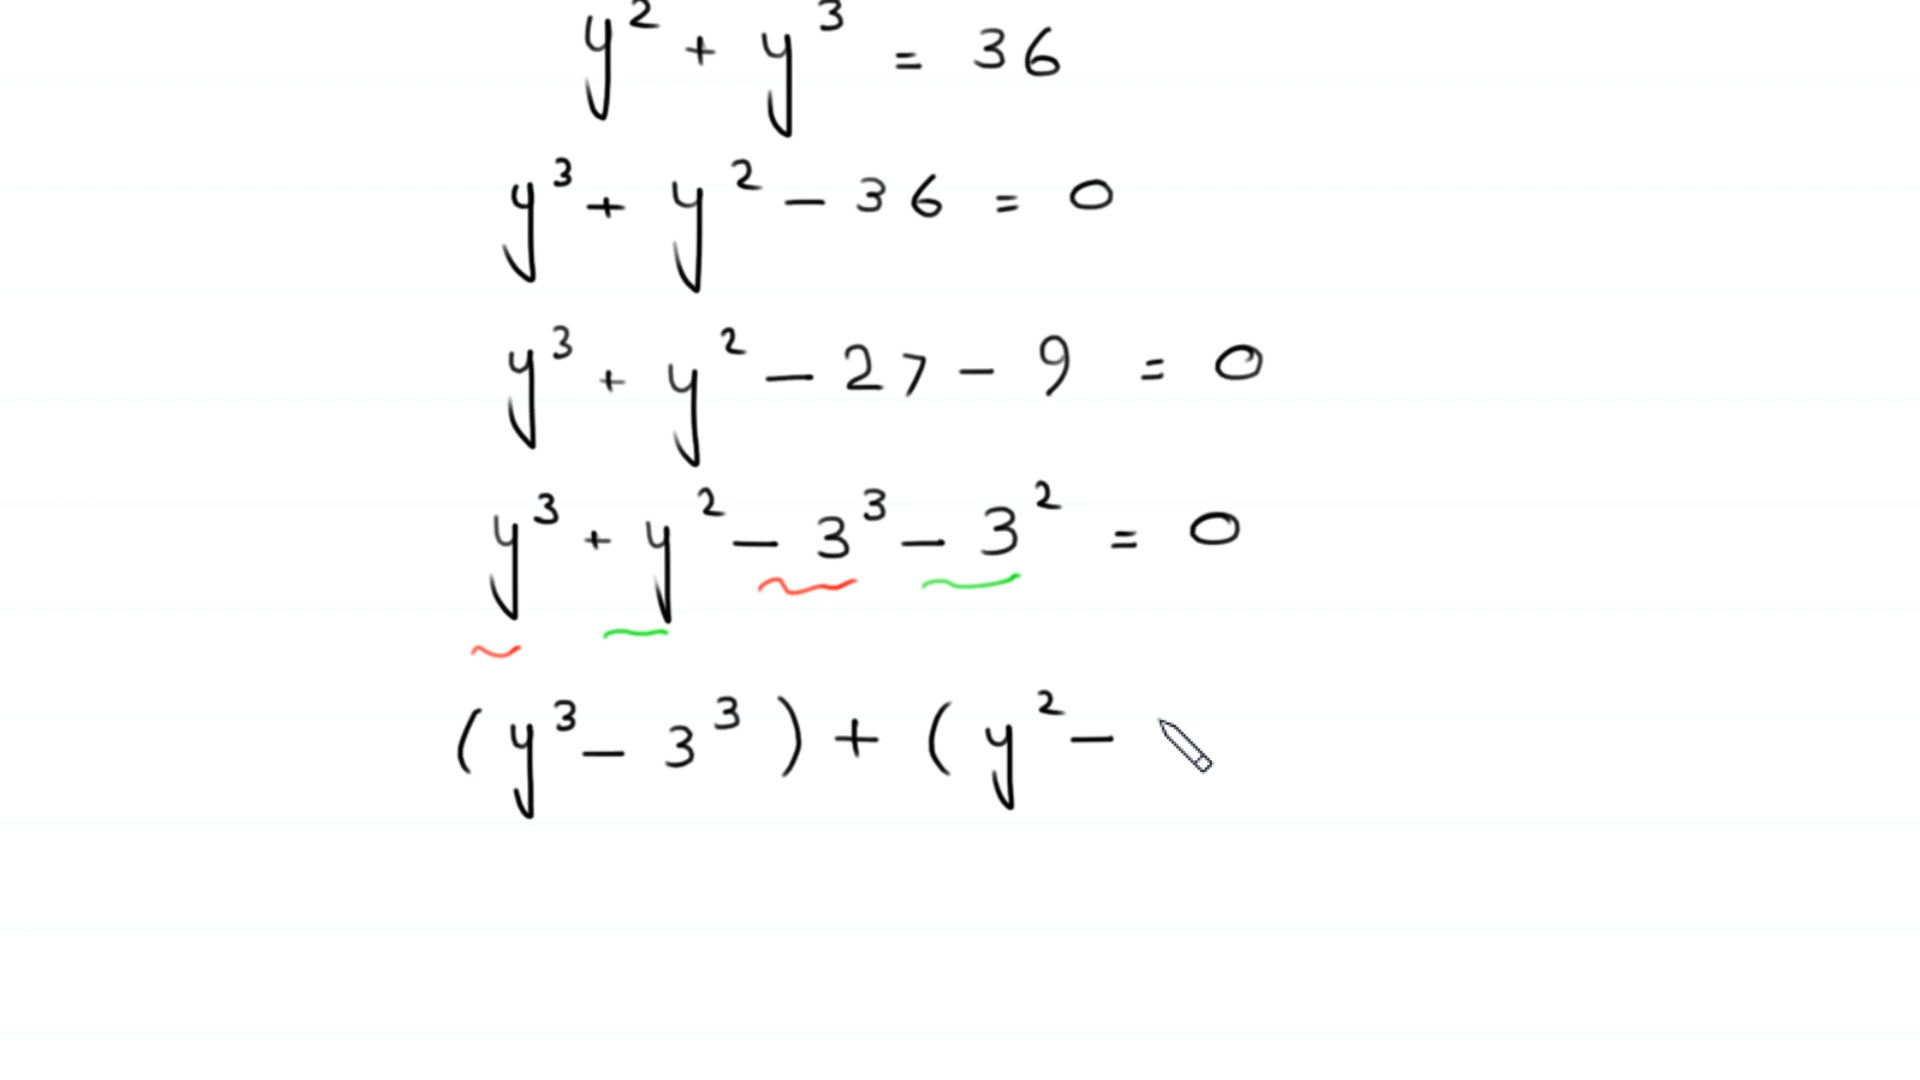 y² + y³ = 36
y³ + y² - 36 = 0
y³ + y² - 27 - 9 = 0
y³ + y² - 3³ - 3² = 0
(y³ - 3³) + (y² -